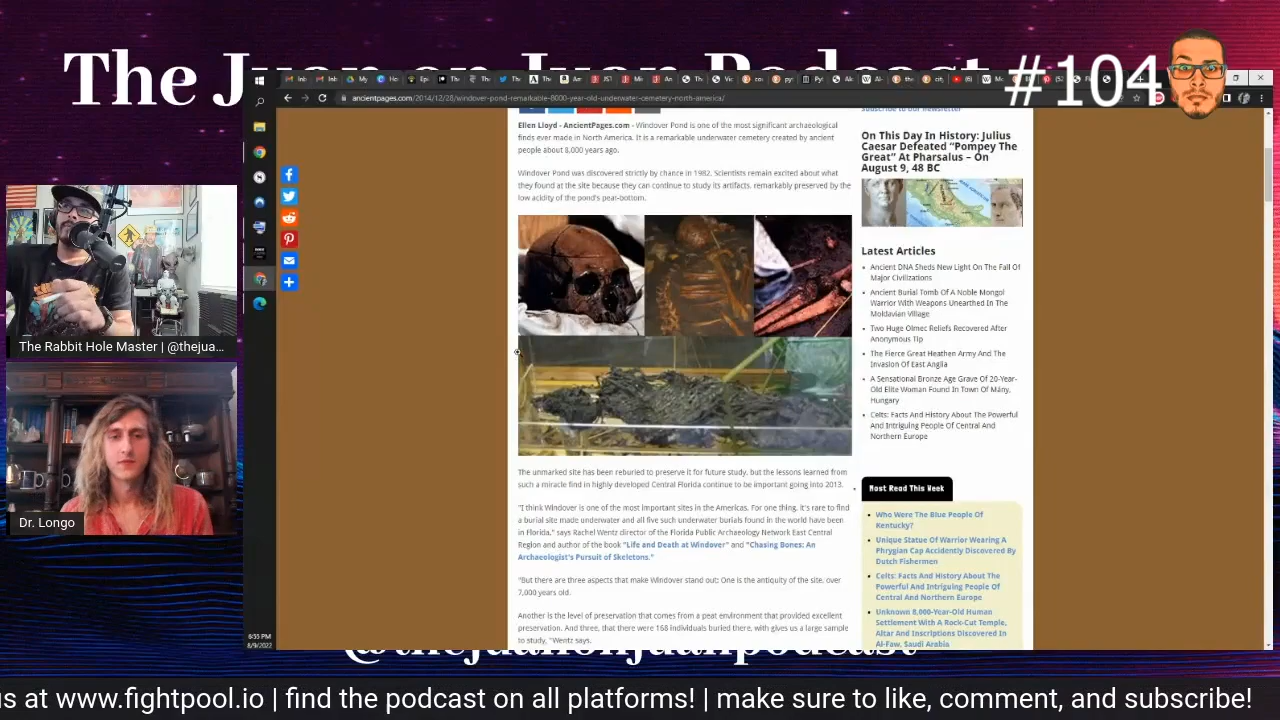 The Juan on Juan Podcast #104
ancientpages.com/2014/12/28/windover-pond-remarkable-8000-year-old-underwater-cemetery-north-america/
Subscribe to our newsletter
Ellen Lloyd - AncientPages.com - Windover Pond is one of the most significant archaeological
finds ever made in North America. It is a remarkable underwater cemetery created by ancient
people about 8,000 years ago.
Windover Pond was discovered strictly by chance in 1982. Scientists remain excited about what
they found at the site because they can continue to study its artifacts, remarkably preserved by the
low acidity of the pond's pear-bottom.
The unmarked site has been reburied to preserve it for future study, but the lessons learned from
such a miracle find in highly developed Central Florida continue to be important going into 2013.
"I think Windover is one of the most important sites in the Americas. For one thing, it's rare to find
a burial site made underwater and all five such underwater burials found in the world have been
in Florida," says Rachel Wentz director of the Florida Public Archaeology Network East Central
Region and author of the book "Life and Death at Windover" and "Chasing Bones: An
Archaeologist's Pursuit of Skeletons."
"But there are three aspects that make Windover stand out: One is the antiquity of the site, over
7,000 years old.
Another is the level of preservation that comes from a peat environment that provided excellent
preservation. And three, that there were 168 individuals buried there, with gives us a large sample
to study, "Wentz says.
On This Day In History: Julius
Caesar Defeated “Pompey The
Great” At Pharsalus – On
August 9, 48 BC
Latest Articles
Ancient DNA Sheds New Light On The Fall Of
Major Civilizations
Ancient Burial Tomb Of A Noble Mongol
Warrior With Weapons Unearthed In The
Moldavian Village
Two Huge Olmec Reliefs Recovered After
Anonymous Tip
The Fierce Great Heathen Army And The
Invasion Of East Anglia
A Sensational Bronze Age Grave Of 20-Year-
Old Elite Woman Found In Town Of Mány,
Hungary
Celts: Facts And History About The Powerful
And Intriguing People Of Central And
Northern Europe
Most Read This Week
Who Were The Blue People Of
Kentucky?
Unique Statue Of Warrior Wearing A
Phrygian Cap Accidently Discovered By
Dutch Fishermen
Celts: Facts And History About The
Powerful And Intriguing People Of
Central And Northern Europe
Unknown 8,000-Year-Old Human
Settlement With A Rock-Cut Temple,
Altar And Inscriptions Discovered In
Al-Faw, Saudi Arabia
The Rabbit Hole Master | @thejua...
Dr. Longo
6:55 PM
8/9/2022
@thejuanonjuanpodcast
us at www.fightpool.io | find the podcast on all platforms! | make sure to like, comment, and subscribe!